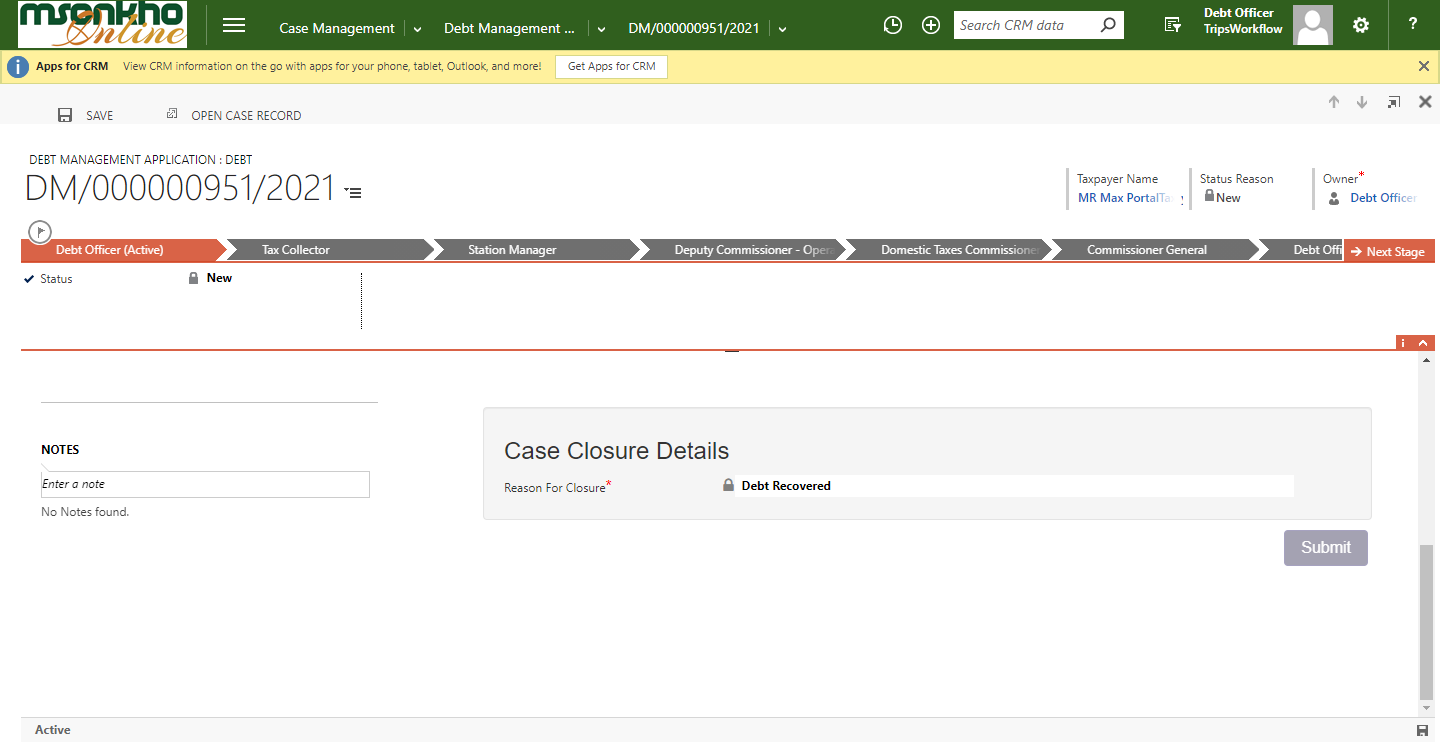 msonkho
Online
Case Management
Debt Management ...
DM/000000951/2021
Search CRM data
Debt Officer
TripsWorkflow
?
i
Apps for CRM
View CRM information on the go with apps for your phone, tablet, Outlook, and more!
Get Apps for CRM
SAVE
OPEN CASE RECORD
DEBT MANAGEMENT APPLICATION : DEBT
DM/000000951/2021
Taxpayer Name
MR Max PortalTa
Status Reason
New
Owner*
Debt Officer
Debt Officer (Active)
Tax Collector
Station Manager
Deputy Commissioner - Oper
Domestic Taxes Commissione
Commissioner General
Debt Offi
Next Stage
Status
New
i
NOTES
Enter a note
No Notes found.
Case Closure Details
Reason For Closure*
Debt Recovered
Submit
Active